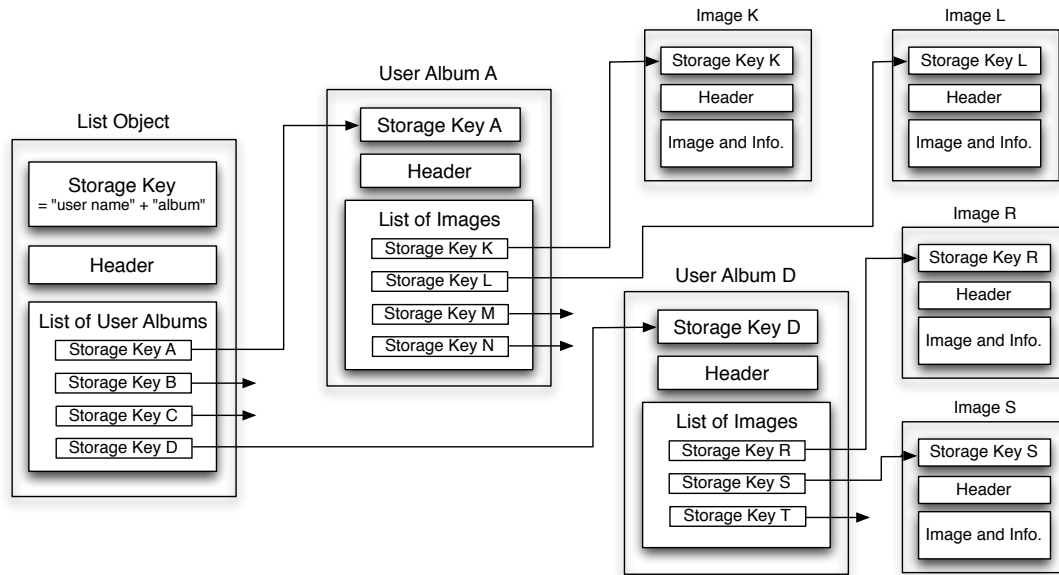 List Object
Storage Key
= "user name" + "album"
Header
List of User Albums
Storage Key A
Storage Key B
Storage Key C
Storage Key D
User Album A
Storage Key A
Header
List of Images
Storage Key K
Storage Key L
Storage Key M
Storage Key N
Image K
Storage Key K
Header
Image and Info.
User Album D
Storage Key D
Header
List of Images
Storage Key R
Storage Key S
Storage Key T
Image L
Storage Key L
Header
Image and Info.
Image R
Storage Key R
Header
Image and Info.
Image S
Storage Key S
Header
Image and Info.